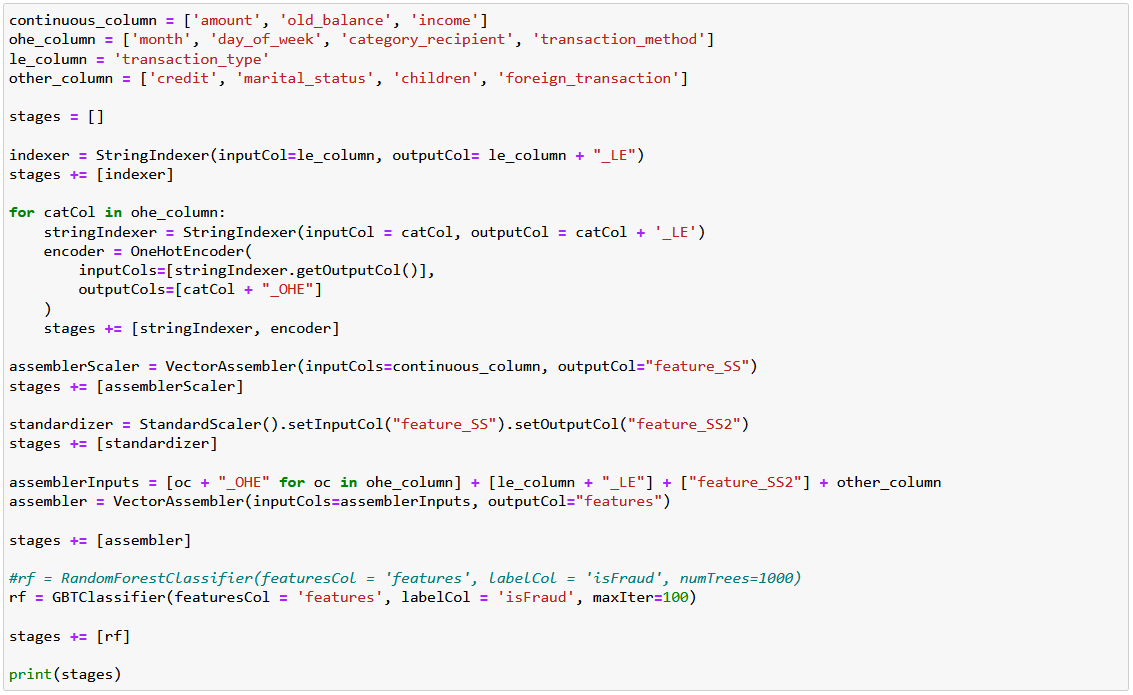 continuous_column = ['amount', 'old_balance', 'income']
ohe_column = ['month', 'day_of_week', 'category_recipient', 'transaction_method']
le_column = 'transaction_type'
other_column = ['credit', 'marital_status', 'children', 'foreign_transaction']

stages = []

indexer = StringIndexer(inputCol=le_column, outputCol= le_column + "_LE")
stages += [indexer]

for catCol in ohe_column:
    stringIndexer = StringIndexer(inputCol = catCol, outputCol = catCol + '_LE')
    encoder = OneHotEncoder(
        inputCols=[stringIndexer.getOutputCol()],
        outputCols=[catCol + "_OHE"]
    )
    stages += [stringIndexer, encoder]

assemblerScaler = VectorAssembler(inputCols=continuous_column, outputCol="feature_SS")
stages += [assemblerScaler]

standardizer = StandardScaler().setInputCol("feature_SS").setOutputCol("feature_SS2")
stages += [standardizer]

assemblerInputs = [oc + "_OHE" for oc in ohe_column] + [le_column + "_LE"] + ["feature_SS2"] + other_column
assembler = VectorAssembler(inputCols=assemblerInputs, outputCol="features")

stages += [assembler]

#rf = RandomForestClassifier(featuresCol = 'features', labelCol = 'isFraud', numTrees=1000)
rf = GBTClassifier(featuresCol = 'features', labelCol = 'isFraud', maxIter=100)

stages += [rf]

print(stages)